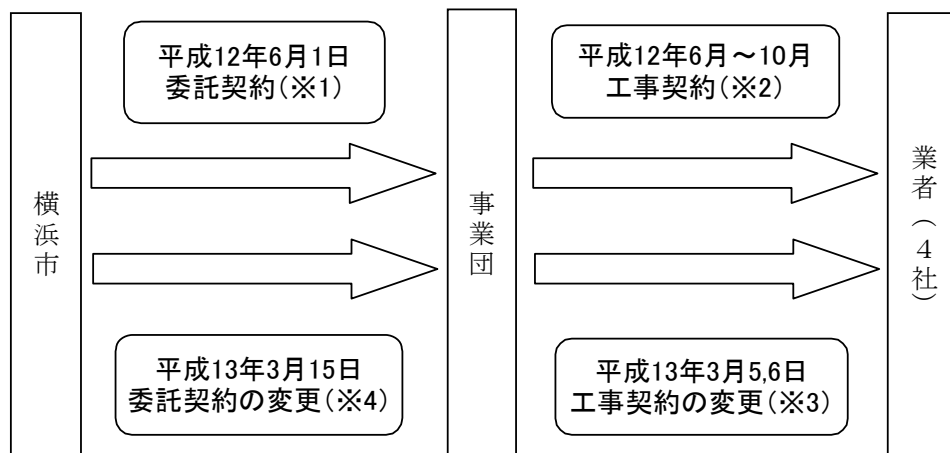 横浜市
平成12年6月1日
委託契約(※1)
平成13年3月15日
委託契約の変更(※4)
事業団
平成12年6月～10月
工事契約(※2)
平成13年3月5,6日
工事契約の変更(※3)
業者(4社)